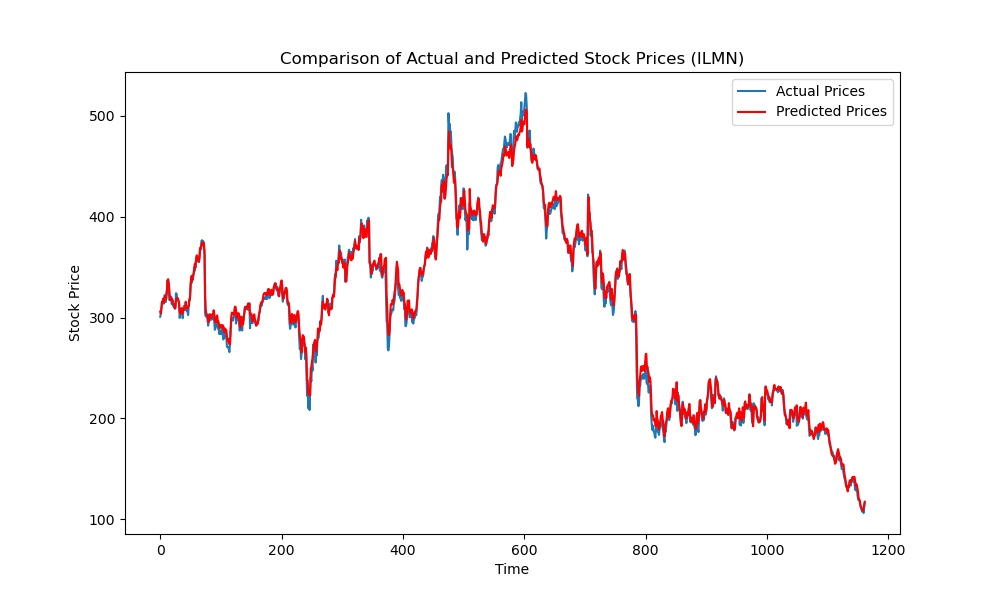 Comparison of Actual and Predicted Stock Prices (ILMN)
Actual Prices
Predicted Prices
Stock Price
500
400
300
200
100
0 200 400 600 800 1000 1200
Time